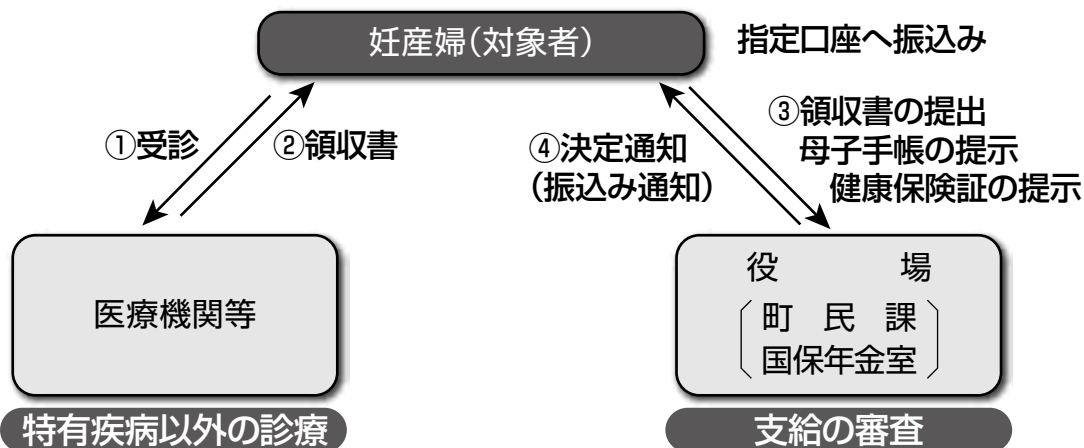 妊産婦（対象者）
指定口座へ振込み
①受診
②領収書
③領収書の提出
母子手帳の提示
健康保険証の提示
④決定通知
（振込み通知）
医療機関等
特有疾病以外の診療
役場
町民課
国保年金室
支給の審査